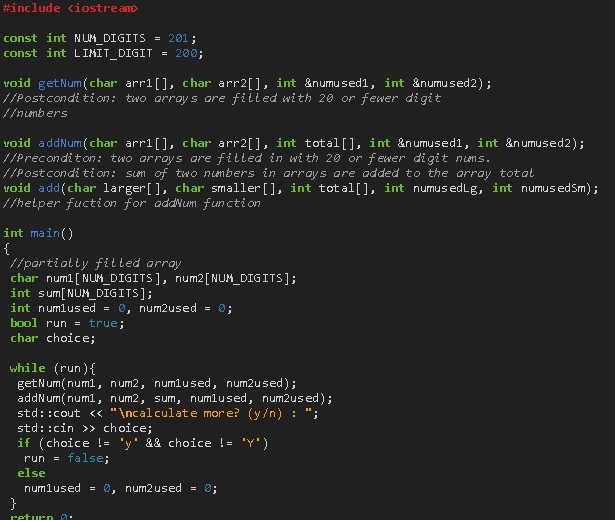 #include <iostream>
const int NUM_DIGITS = 201;
const int LIMIT_DIGIT = 200;
void getNum(char arr1[], char arr2[], int &numused1, int &numused2);
//Postcondition: two arrays are filled with 20 or fewer digit
//numbers
void addNum(char arr1[], char arr2[], int total[], int &numused1, int &numused2);
//Preconditon: two arrays are filled in with 20 or fewer digit nums.
//Postcondition: sum of two numbers in arrays are added to the array total
void add(char larger[], char smaller[], int total[], int numusedLg, int numusedSm);
//helper fuction for addNum function
int main()
{
//partially filled array
char num1[NUM_DIGITS], num2[NUM_DIGITS];
int sum[NUM_DIGITS];
int num1used = 0, num2used = 0;
bool run = true;
char choice;
while (run){
getNum(num1, num2, num1used, num2used);
addNum(num1, num2, sum, num1used, num2used);
std::cout << "\ncalculate more? (y/n) : ";
std::cin >> choice;
if (choice != 'y' && choice != 'Y')
run = false;
else
num1used = 0, num2used = 0;
}
return 0;